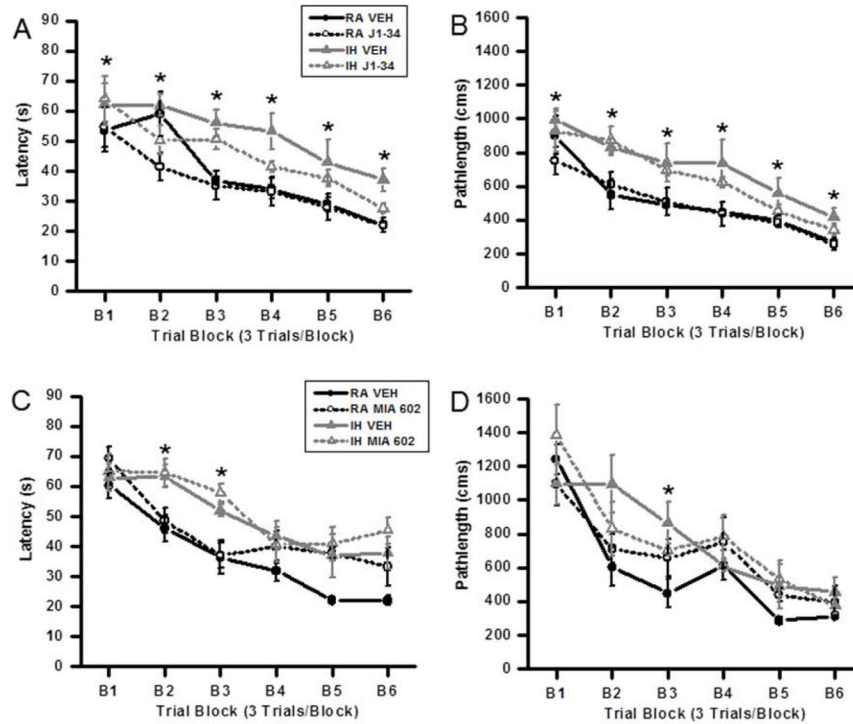 A
RA VEH
RA J1-34
IH VEH
IH J1-34
90
80
70
60
50
40
30
20
10
0
Latency (s)
* * * * * *
B1 B2 B3 B4 B5 B6
Trial Block (3 Trials/Block)
B
1600
1400
1200
1000
800
600
400
200
0
Pathlength (cms)
* * * * * *
B1 B2 B3 B4 B5 B6
Trial Block (3 Trials/Block)
C
RA VEH
RA MIA 602
IH VEH
IH MIA 602
90
80
70
60
50
40
30
20
10
0
Latency (s)
* *
B1 B2 B3 B4 B5 B6
Trial Block (3 Trials/Block)
D
1600
1400
1200
1000
800
600
400
200
0
Pathlength (cms)
*
B1 B2 B3 B4 B5 B6
Trial Block (3 Trials/Block)